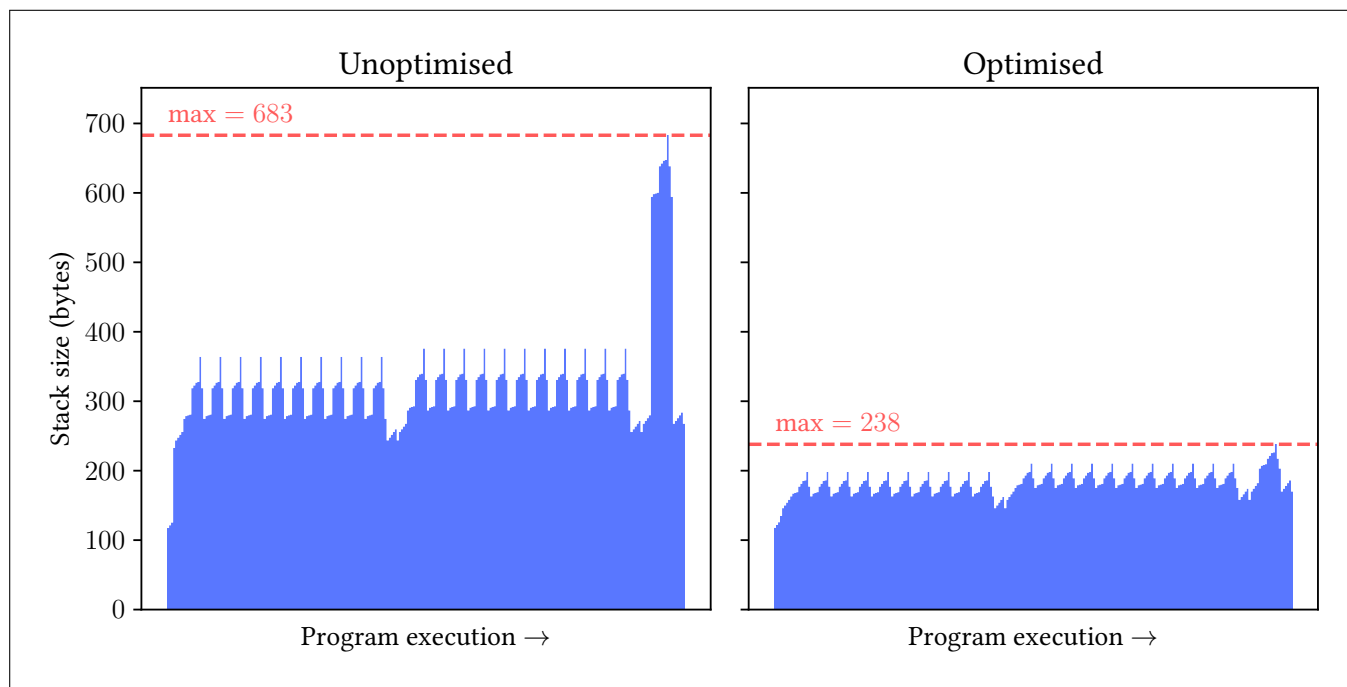 Unoptimised
max = 683
700
600
500
400
300
200
100
0
Stack size (bytes)
Program execution →
Optimised
max = 238
Program execution →